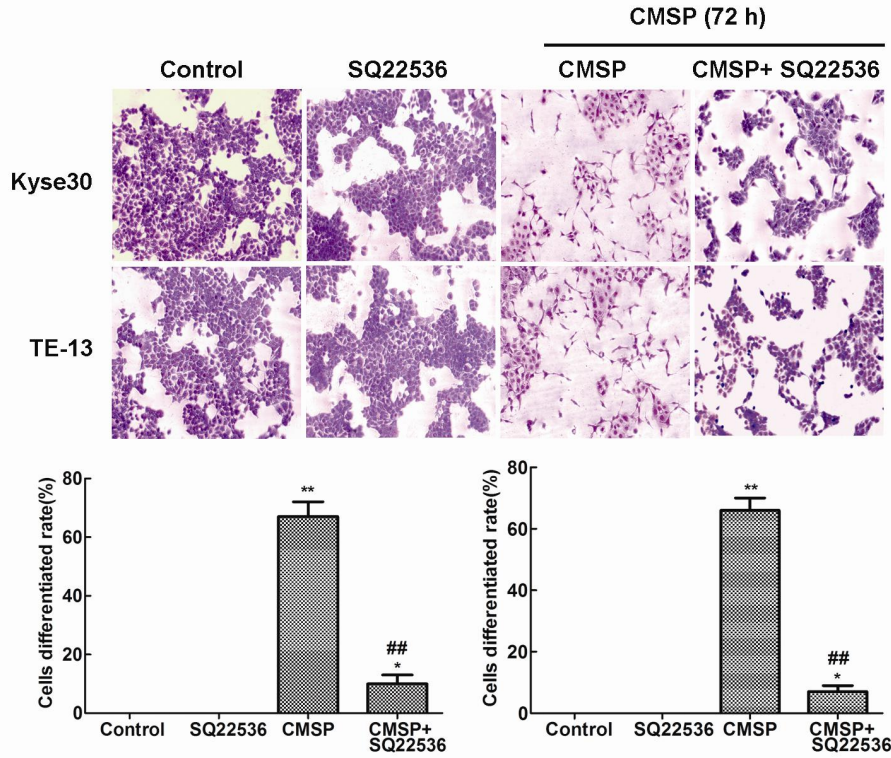 CMSP (72 h)
Control SQ22536 CMSP CMSP+ SQ22536
Kyse30
TE-13
Cells differentiated rate(%)
80
60
40
20
0
**
##
*
Control SQ22536 CMSP CMSP+
SQ22536
Cells differentiated rate(%)
80
60
40
20
0
**
##
*
Control SQ22536 CMSP CMSP+
SQ22536